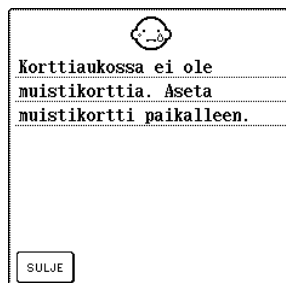 Korttiaukossa ei ole
muistikorttia. Aseta
muistikortti paikalleen.
SULJE